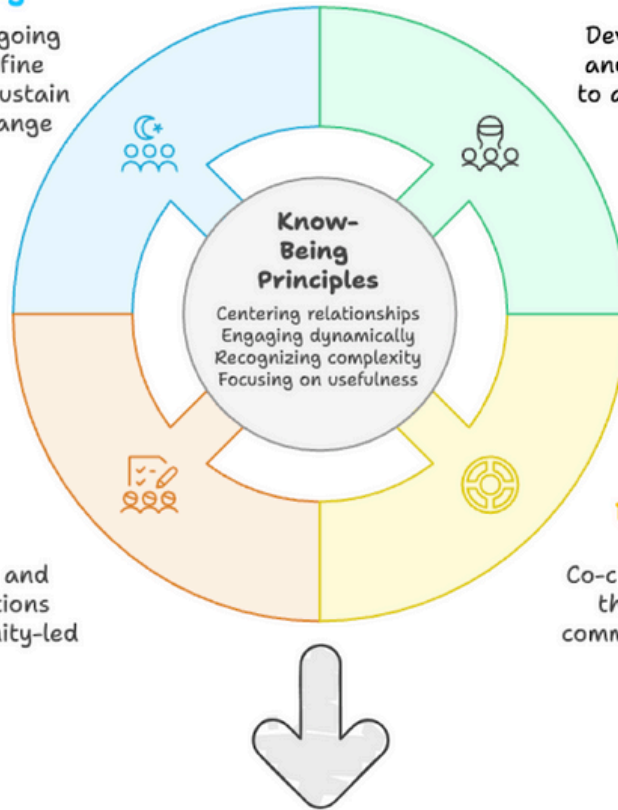 going
fine
ustain
ange
Dev
and
to a
Know-
Being
Principles
Centering relationships
Engaging dynamically
Recognizing complexity
Focusing on usefulness
and
tions
ity-led
Co-c
th
comm